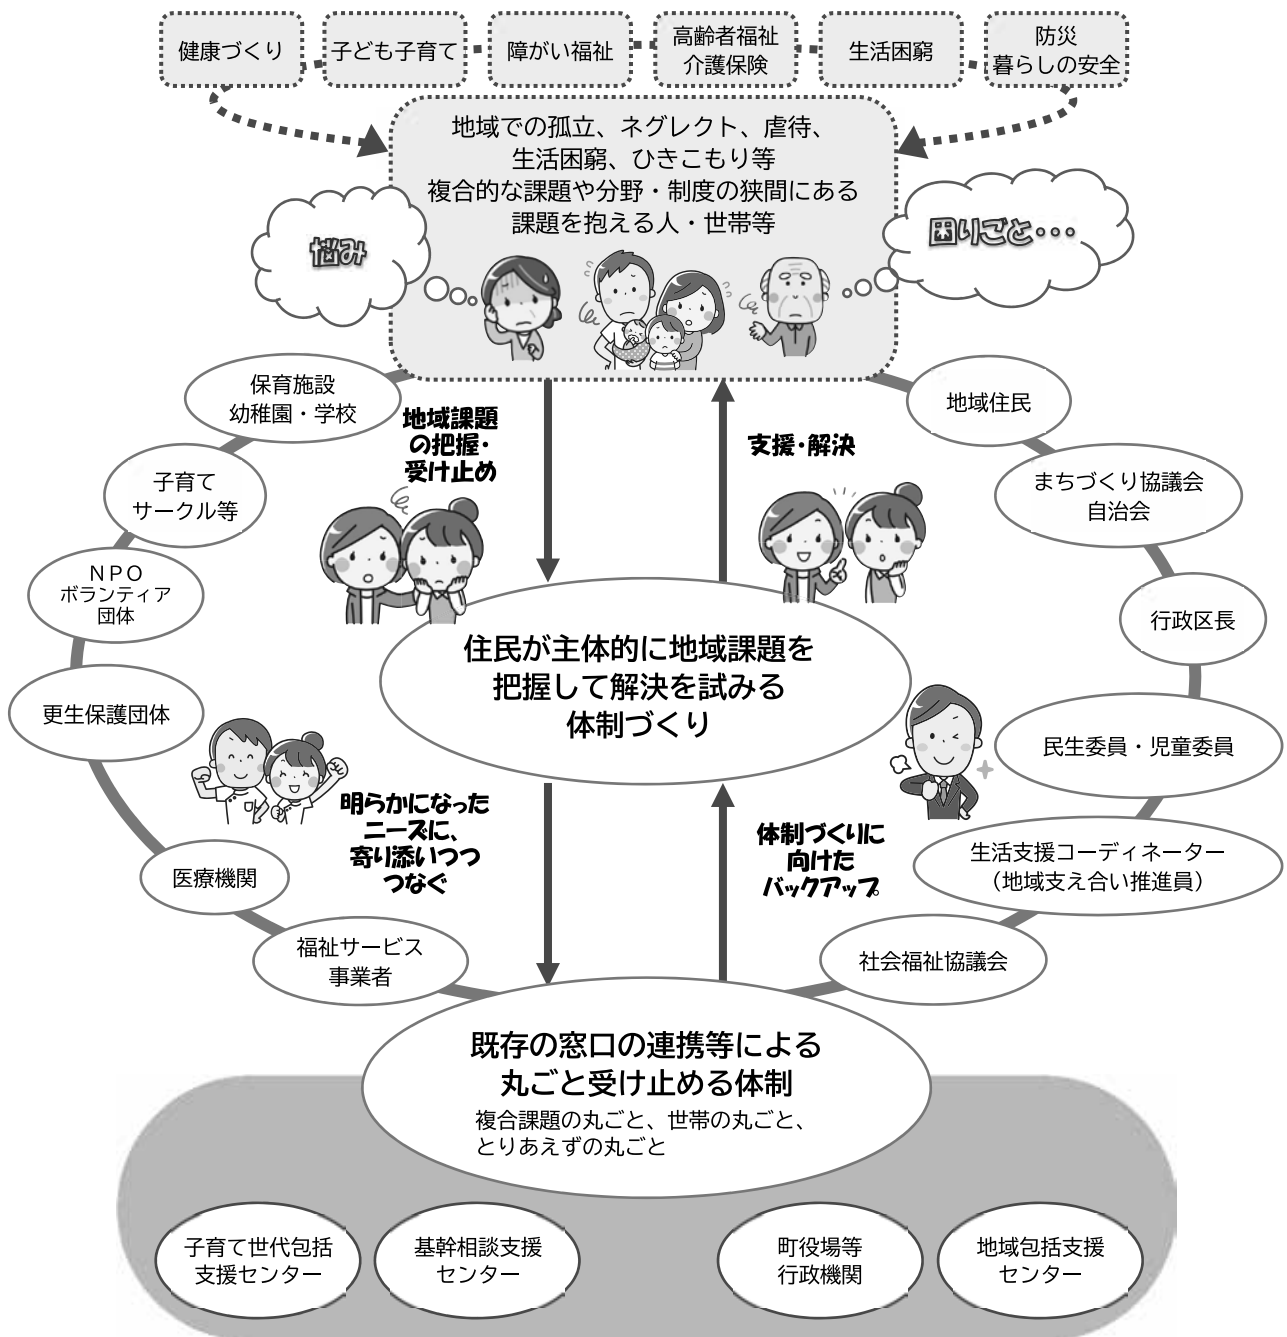 健康づくり
子ども子育て
障がい福祉
高齢者福祉
介護保険
生活困窮
防災
暮らしの安全
地域での孤立、ネグレクト、虐待、
生活困窮、ひきこもり等
複合的な課題や分野・制度の狭間にある
課題を抱える人・世帯等
悩み
困りごと・・・
保育施設
幼稚園・学校
地域課題
の把握・
受け止め
支援・解決
地域住民
子育て
サークル等
まちづくり協議会
自治会
NPO
ボランティア
団体
行政区長
住民が主体的に地域課題を
把握して解決を試みる
体制づくり
更生保護団体
民生委員・児童委員
明らかになった
ニーズに、
寄り添いつつ
つなぐ
体制づくりに
向けた
バックアップ
医療機関
生活支援コーディネーター
（地域支え合い推進員）
福祉サービス
事業者
社会福祉協議会
既存の窓口の連携等による
丸ごと受け止める体制
複合課題の丸ごと、世帯の丸ごと、
とりあえずの丸ごと
子育て世代包括
支援センター
基幹相談支援
センター
町役場等
行政機関
地域包括支援
センター